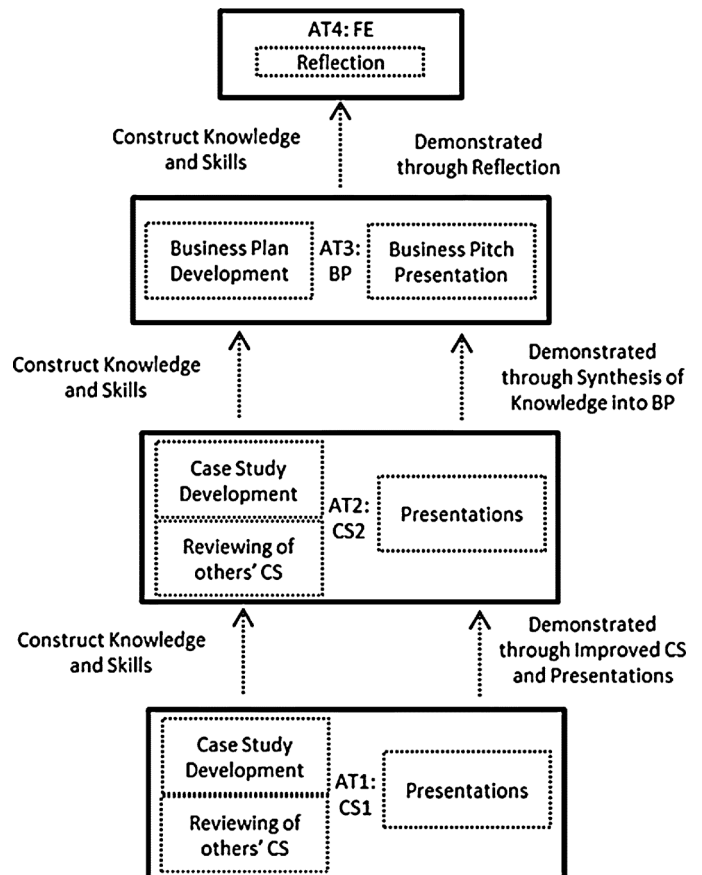 AT4: FE
Reflection
Construct Knowledge
and Skills
Demonstrated
through Reflection
Business Plan
Development
AT3:
BP
Business Pitch
Presentation
Construct Knowledge
and Skills
Demonstrated
through Synthesis of
Knowledge into BP
Case Study
Development
Reviewing of
others' CS
AT2:
CS2
Presentations
Construct Knowledge
and Skills
Demonstrated
through Improved CS
and Presentations
Case Study
Development
Reviewing of
others' CS
AT1:
CS1
Presentations